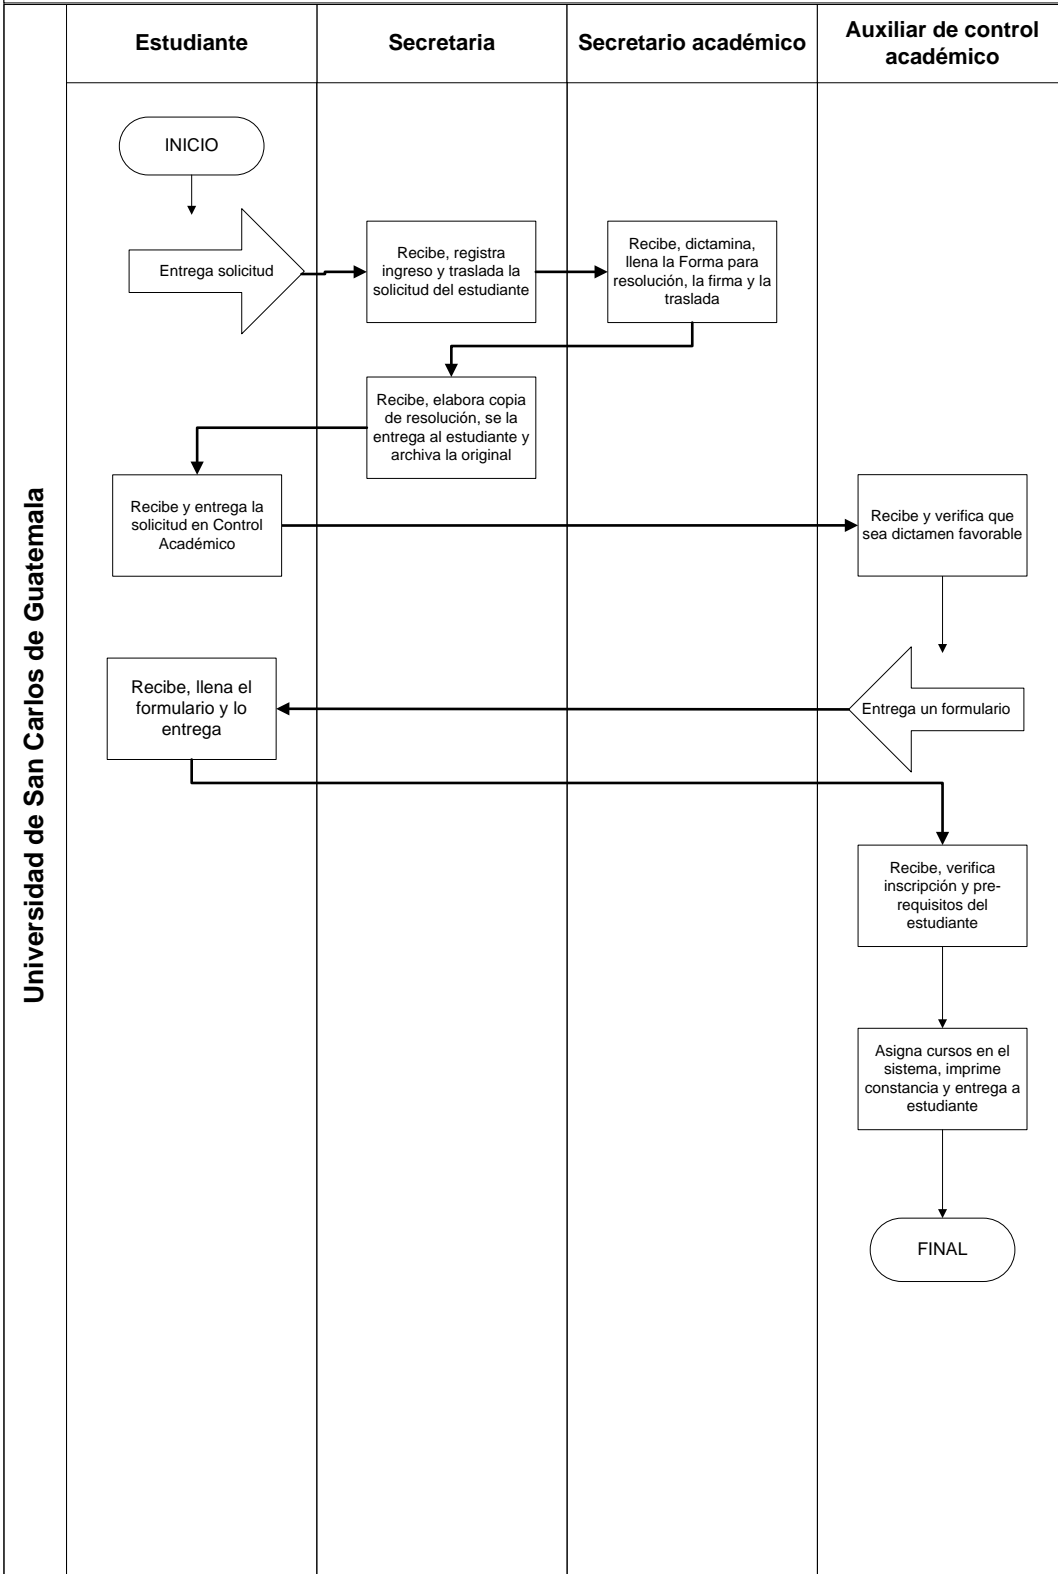 Universidad de San Carlos de Guatemala
Estudiante
Secretaria
Secretario académico
Auxiliar de control
académico
INICIO
Entrega solicitud
Recibe, registra
ingreso y traslada la
solicitud del estudiante
Recibe, dictamina,
llena la Forma para
resolución, la firma y la
traslada
Recibe, elabora copia
de resolución, se la
entrega al estudiante y
archiva la original
Recibe y entrega la
solicitud en Control
Académico
Recibe y verifica que
sea dictamen favorable
Entrega un formulario
Recibe, llena el
formulario y lo
entrega
Recibe, verifica
inscripción y pre-
requisitos del
estudiante
Asigna cursos en el
sistema, imprime
constancia y entrega a
estudiante
FINAL